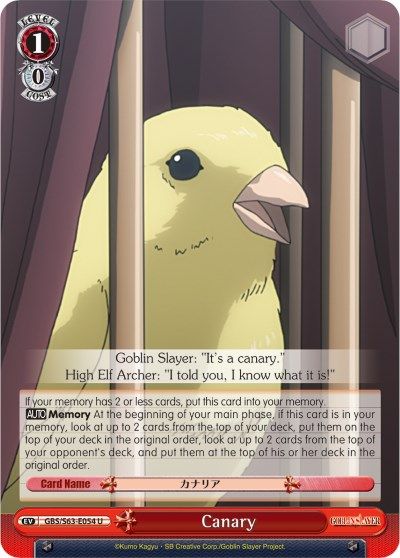 LEVEL
1
0
COST
Goblin Slayer: "It's a canary."
High Elf Archer: "I told you, I know what it is!"
If your memory has 2 or less cards, put this card into your memory.
AUTO Memory At the beginning of your main phase, if this card is in your
memory, look at up to 2 cards from the top of your deck, put them on
the top of your deck in the original order, look at up to 2 cards from the top
of your opponent's deck, and put them at the top of his or her deck in the
original order.
Card Name カナリア
EV GBS/S63-E054 U Canary GOBLIN SLAYER
©Kumo Kagyu・SB Creative Corp./Goblin Slayer Project.